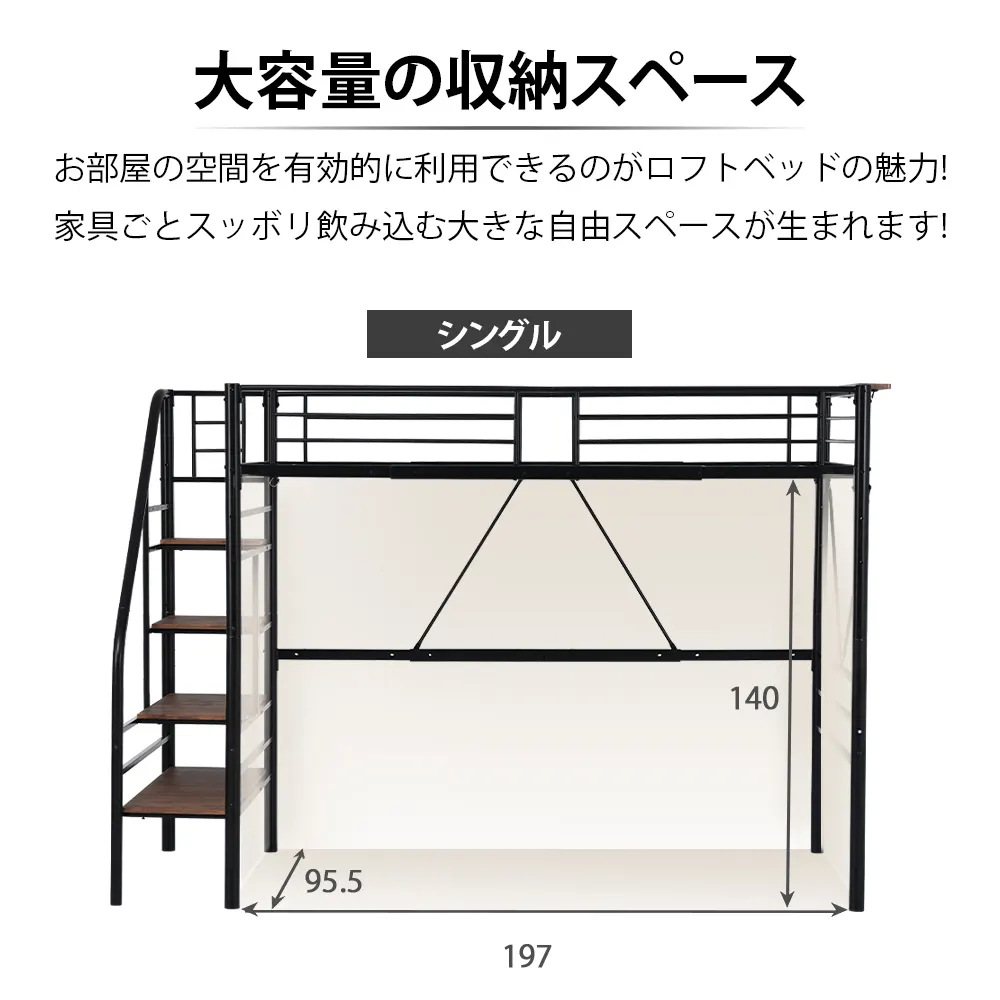 大容量の収納スペース
お部屋の空間を有効的に利用できるのがロフトベッドの魅力!
家具ごとスッポリ飲み込む大きな自由スペースが生まれます!
シングル
140
95.5
197